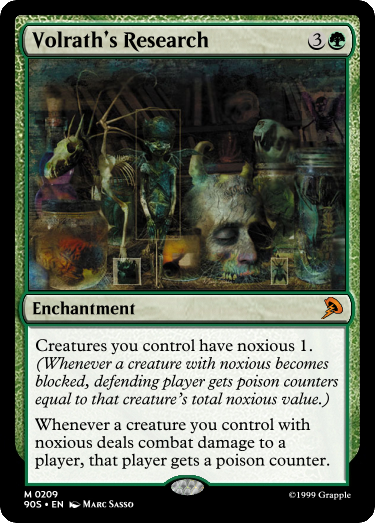 Volrath's Research 3
Enchantment
Creatures you control have noxious 1.
(Whenever a creature with noxious becomes
blocked, defending player gets poison counters
equal to that creature's total noxious value.)
Whenever a creature you control with
noxious deals combat damage to a
player, that player gets a poison counter.
M 0209
90S • EN Marc Sasso
©1999 Grapple